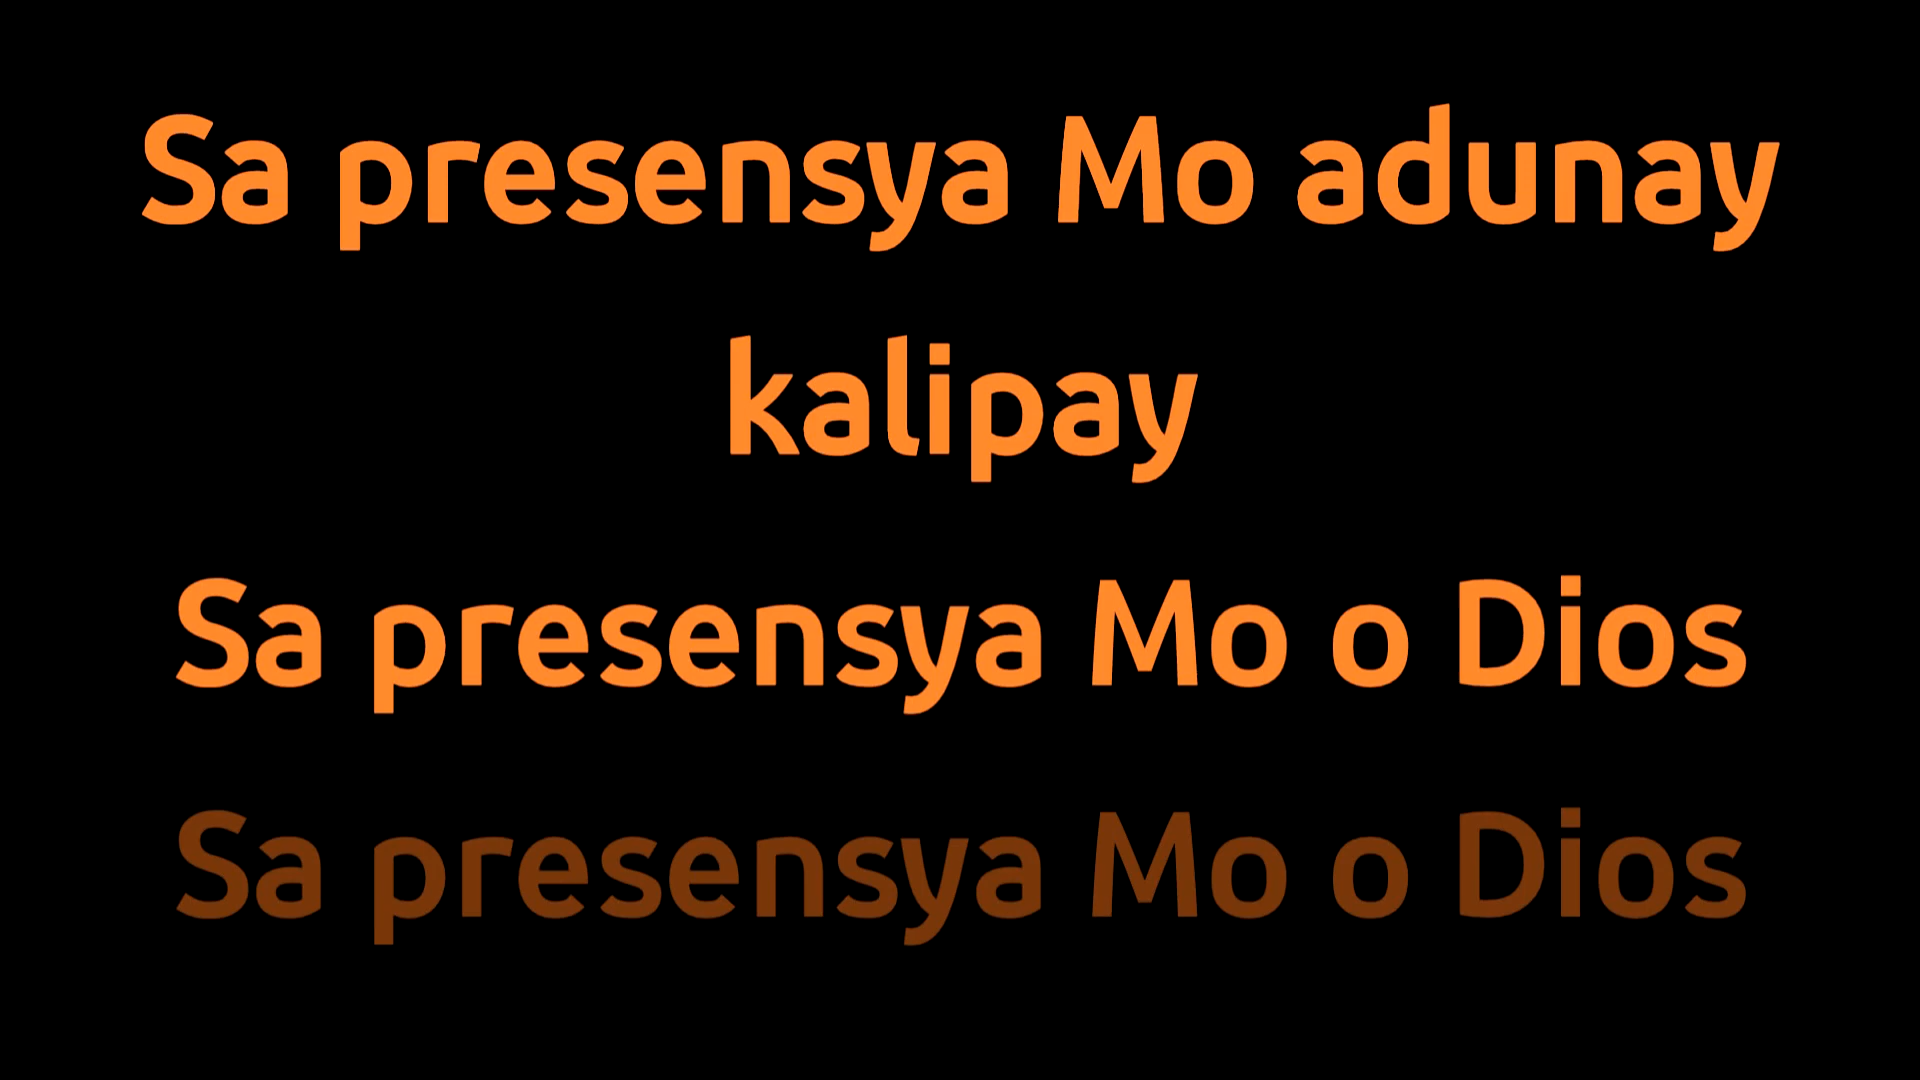 Sa presensya Mo adunay
kalipay
Sa presensya Mo o Dios
Sa presensya Mo o Dios